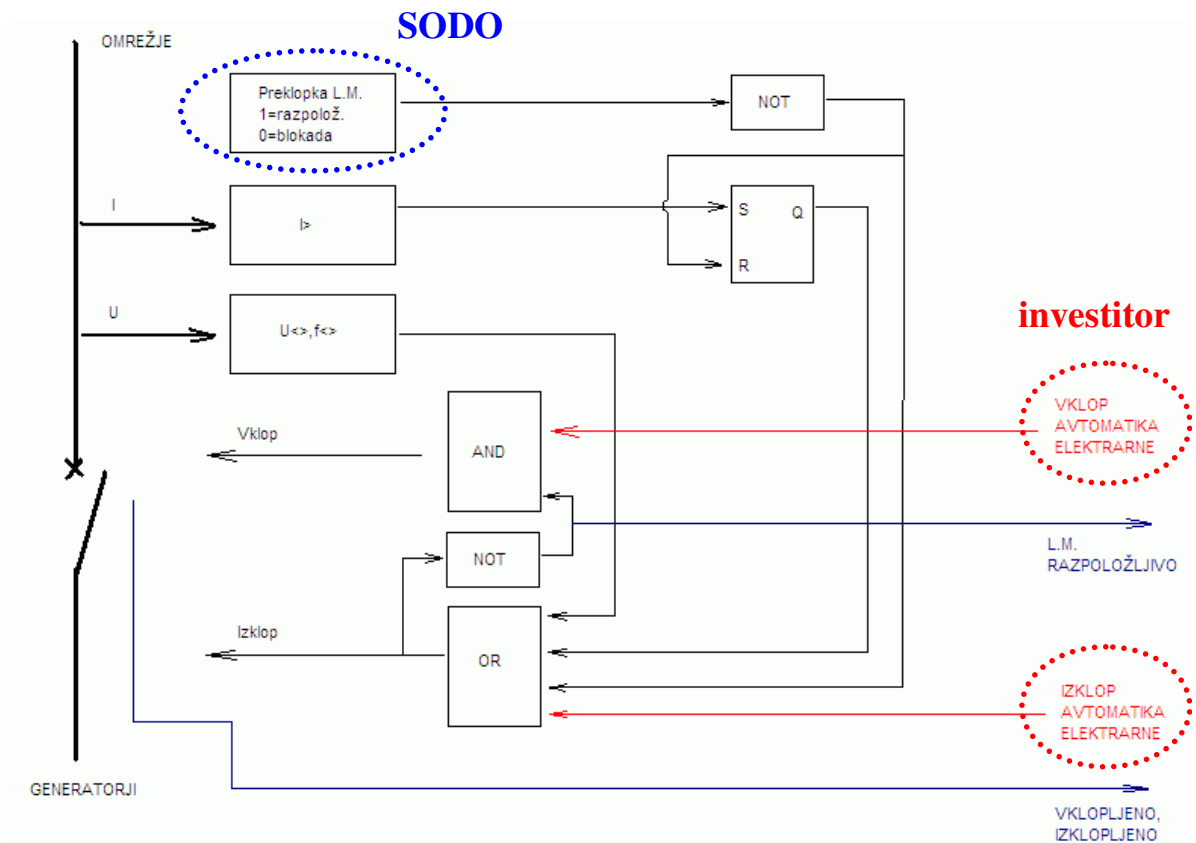 SODO
OMREŽJE
Preklopka L.M.
1=razpolož.
0=blokada
NOT
I
I>
S Q
R
U
U<>,f<>
investitor
VKLOP
AVTOMATIKA
ELEKTRARNE
Vklop
AND
L.M.
RAZPOLOŽLJIVO
NOT
Izklop
OR
IZKLOP
AVTOMATIKA
ELEKTRARNE
GENERATORJI
VKLOPLJENO,
IZKLOPLJENO